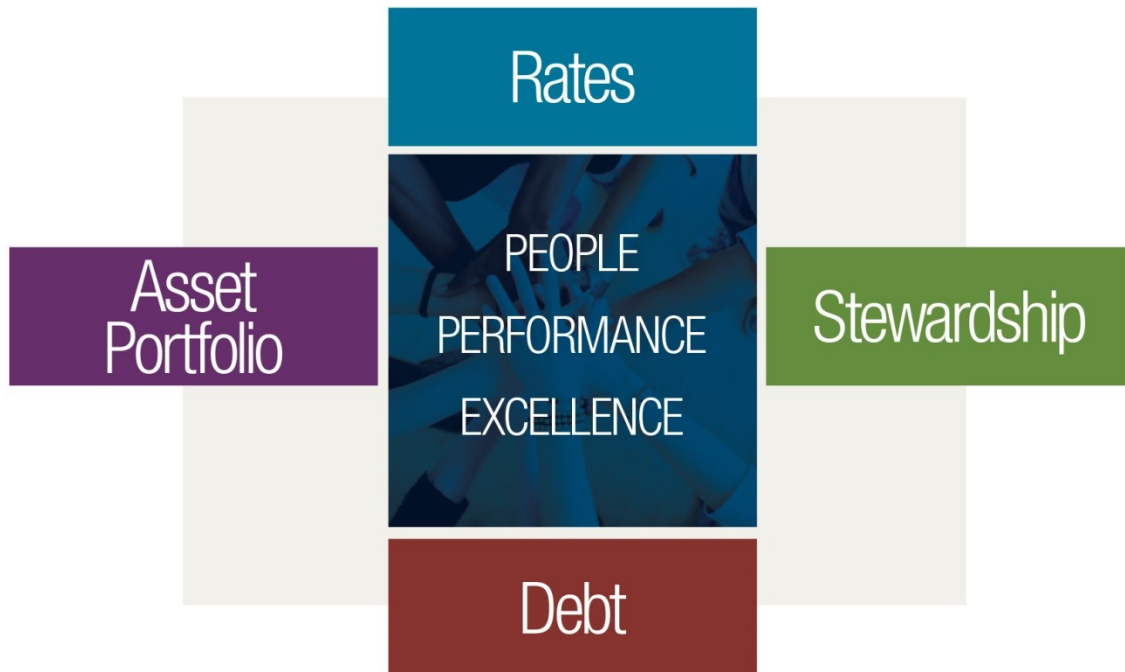 Rates
PEOPLE
PERFORMANCE
EXCELLENCE
Asset
Portfolio
Stewardship
Debt